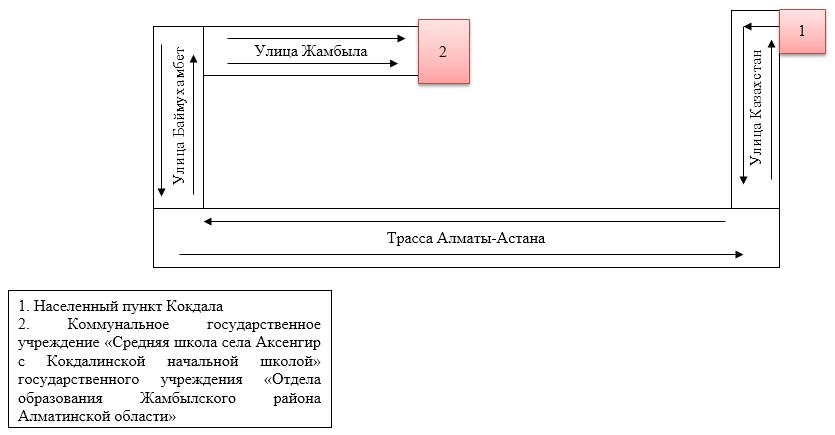 Улица Жамбыла
2
1
Улица Баймухамбет
Улица Казахстан
Трасса Алматы-Астана
1. Населенный пункт Кокдала
2. Коммунальное государственное
учреждение «Средняя школа села Аксенгир
с Кокдалинской начальной школой»
государственного учреждения «Отдела
образования Жамбылского района
Алматинской области»